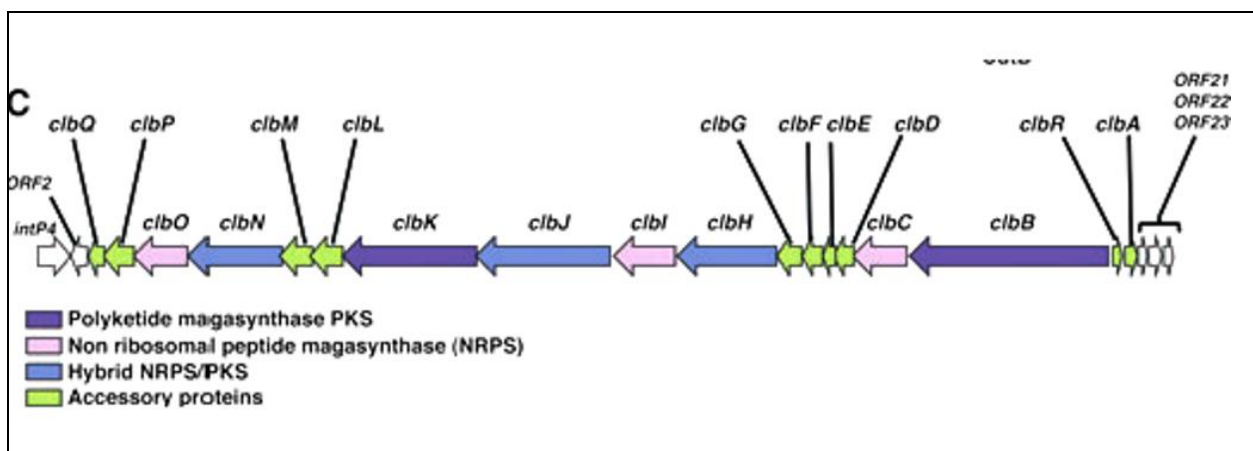 C
ORF21
ORF22
ORF23
clbQ clbP clbM clbL clbG clbF clbE clbD clbR clbA
ORF2
intP4 clbO clbN clbK clbJ clbI clbH clbC clbB
Polyketide magasynthase PKS
Non ribosomal peptide magasynthase (NRPS)
Hybrid NRPS/PKS
Accessory proteins